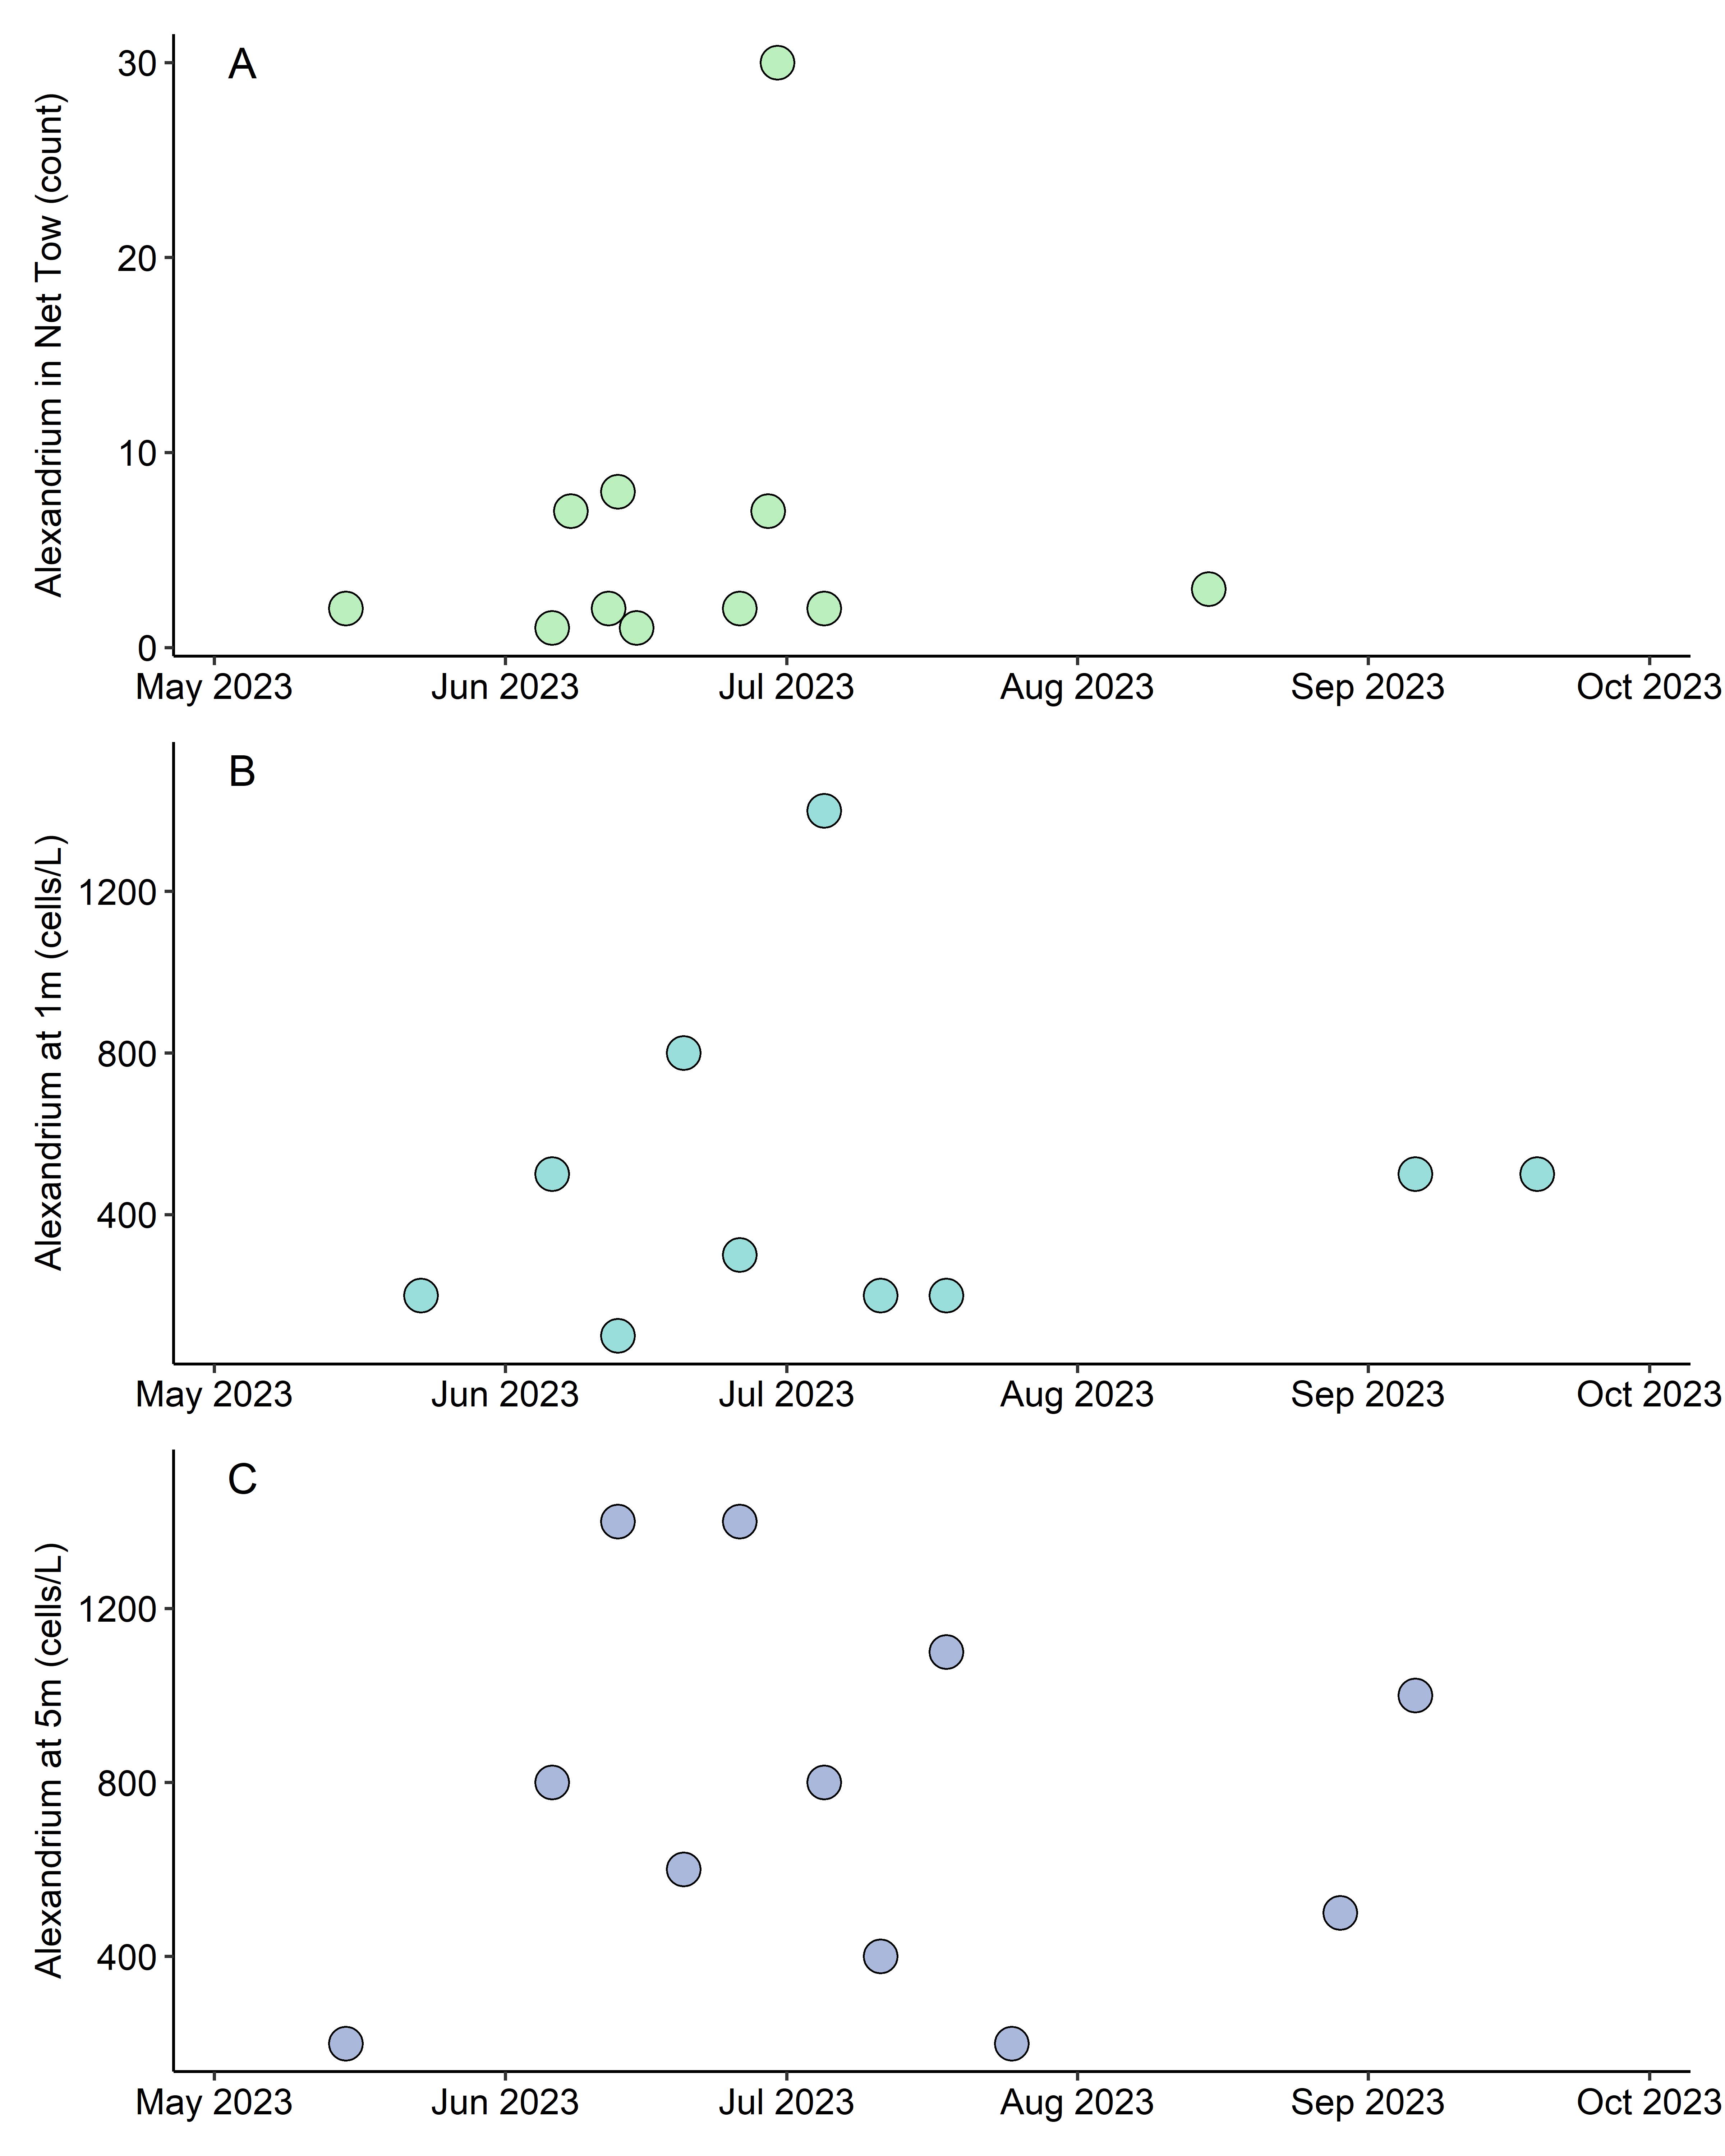 A
Alexandrium in Net Tow (count)
30
20
10
0
May 2023 Jun 2023 Jul 2023 Aug 2023 Sep 2023 Oct 2023
B
Alexandrium at 1m (cells/L)
1200
800
400
May 2023 Jun 2023 Jul 2023 Aug 2023 Sep 2023 Oct 2023
C
Alexandrium at 5m (cells/L)
1200
800
400
May 2023 Jun 2023 Jul 2023 Aug 2023 Sep 2023 Oct 2023